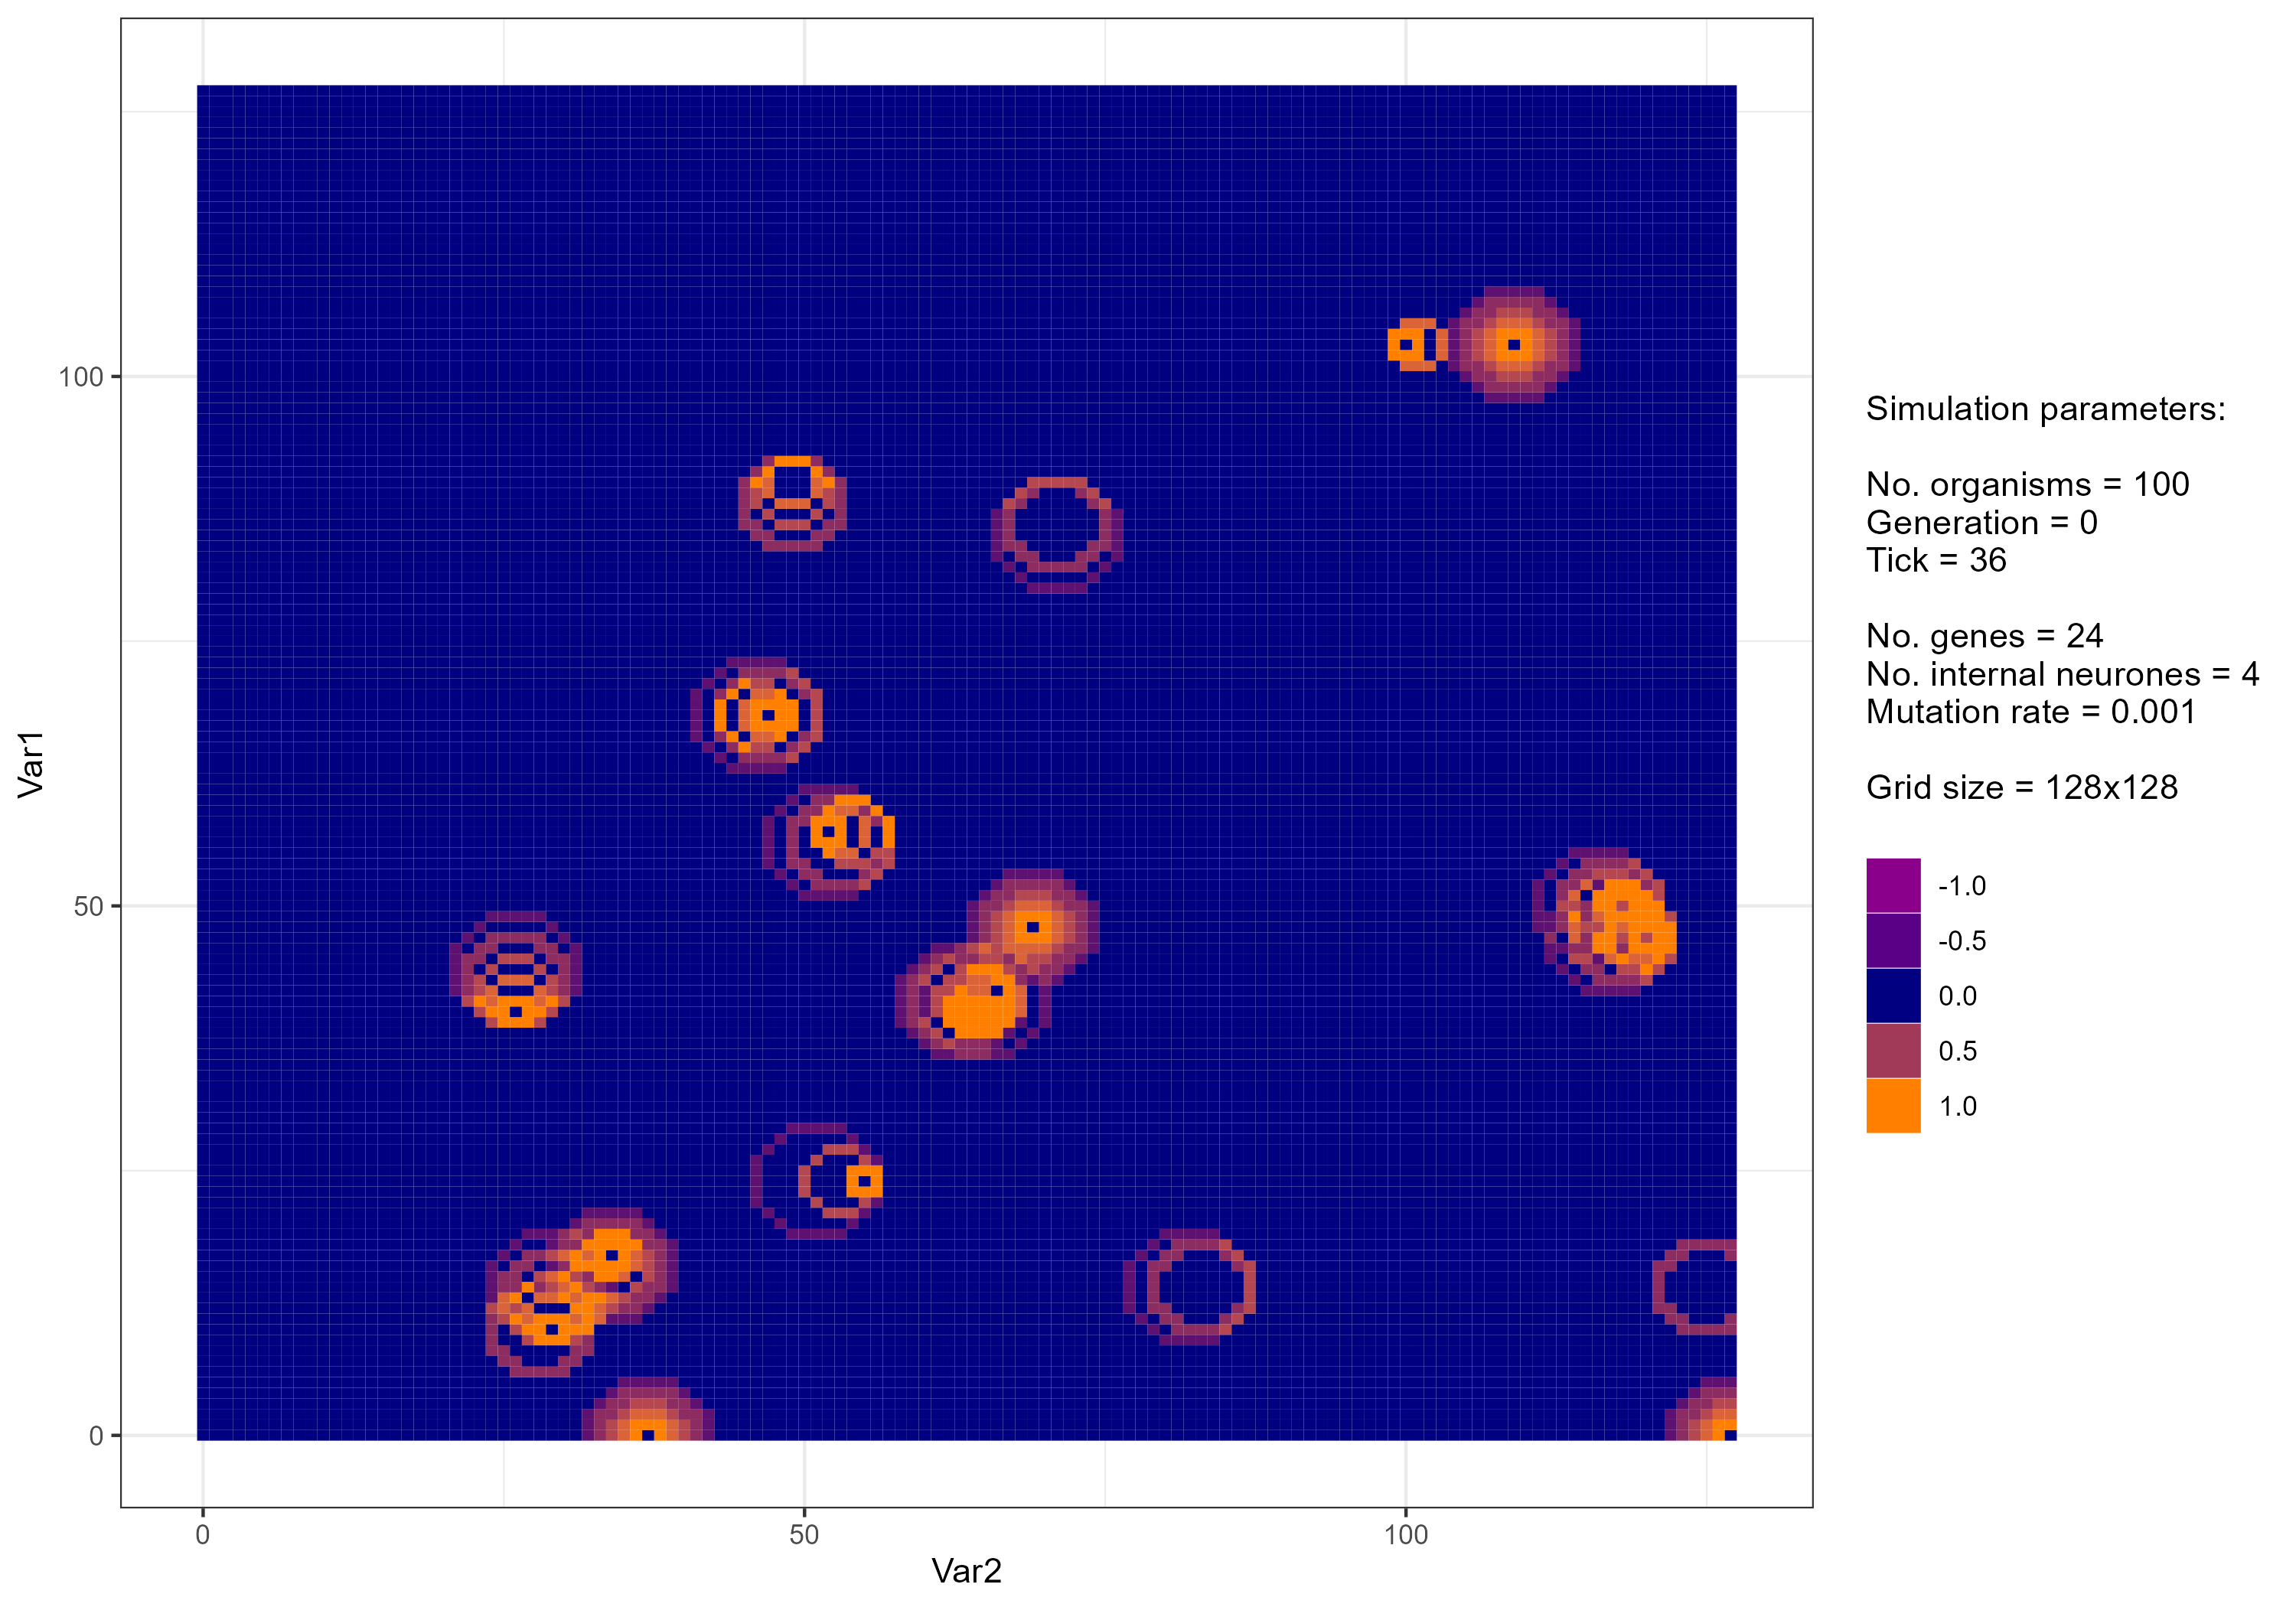 Var1
100
50
0
0
50
100
Var2
Simulation parameters:
No. organisms = 100
Generation = 0
Tick = 36
No. genes = 24
No. internal neurones = 4
Mutation rate = 0.001
Grid size = 128x128
-1.0
-0.5
0.0
0.5
1.0